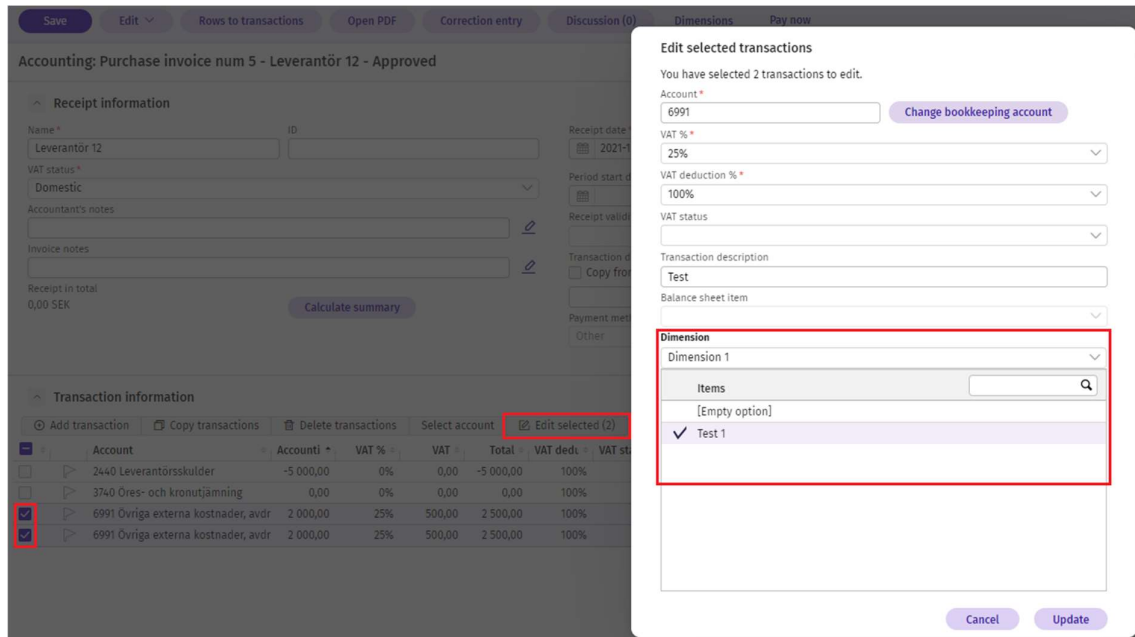 Save Edit Rows to transactions Open PDF Correction entry Discussion (0) Dimensions Pay now
Accounting: Purchase invoice num 5 - Leverantör 12 - Approved
Receipt information
Name * ID Receipt date *
Leverantör 12 2021-1
VAT status * Period start d
Domestic
Accountant's notes Receipt validi
Invoice notes Transaction d
Copy fron
Receipt in total
0,00 SEK Calculate summary
Payment met
Other
Transaction information
Add transaction Copy transactions Delete transactions Select account Edit selected (2)
Account Accounti VAT % VAT Total VAT dedu VAT sta
2440 Leverantörsskulder -5 000,00 0% 0,00 -5 000,00 100%
3740 Öres- och kronutjämning 0,00 0% 0,00 0,00 100%
6991 Övriga externa kostnader, avdr 2 000,00 25% 500,00 2 500,00 100%
6991 Övriga externa kostnader, avdr 2 000,00 25% 500,00 2 500,00 100%
Edit selected transactions
You have selected 2 transactions to edit.
Account *
6991 Change bookkeeping account
VAT % *
25%
VAT deduction % *
100%
VAT status
Transaction description
Test
Balance sheet item
Dimension
Dimension 1
Items
[Empty option]
Test 1
Cancel Update